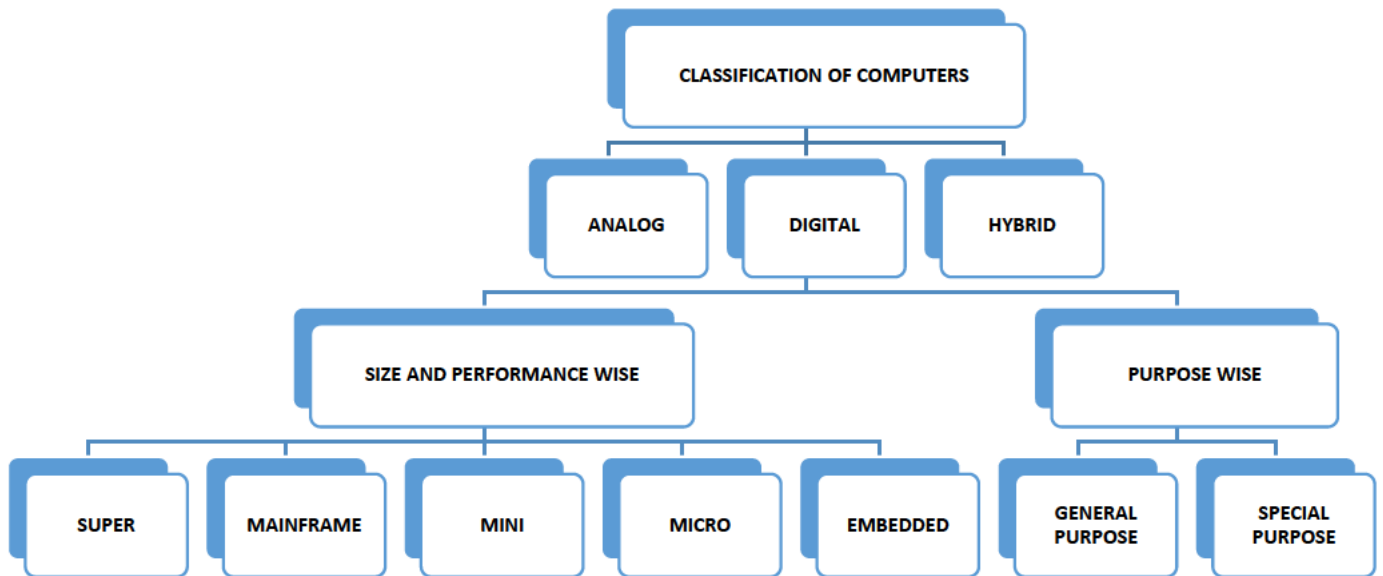 CLASSIFICATION OF COMPUTERS
ANALOG
DIGITAL
HYBRID
SIZE AND PERFORMANCE WISE
PURPOSE WISE
SUPER
MAINFRAME
MINI
MICRO
EMBEDDED
GENERAL
PURPOSE
SPECIAL
PURPOSE